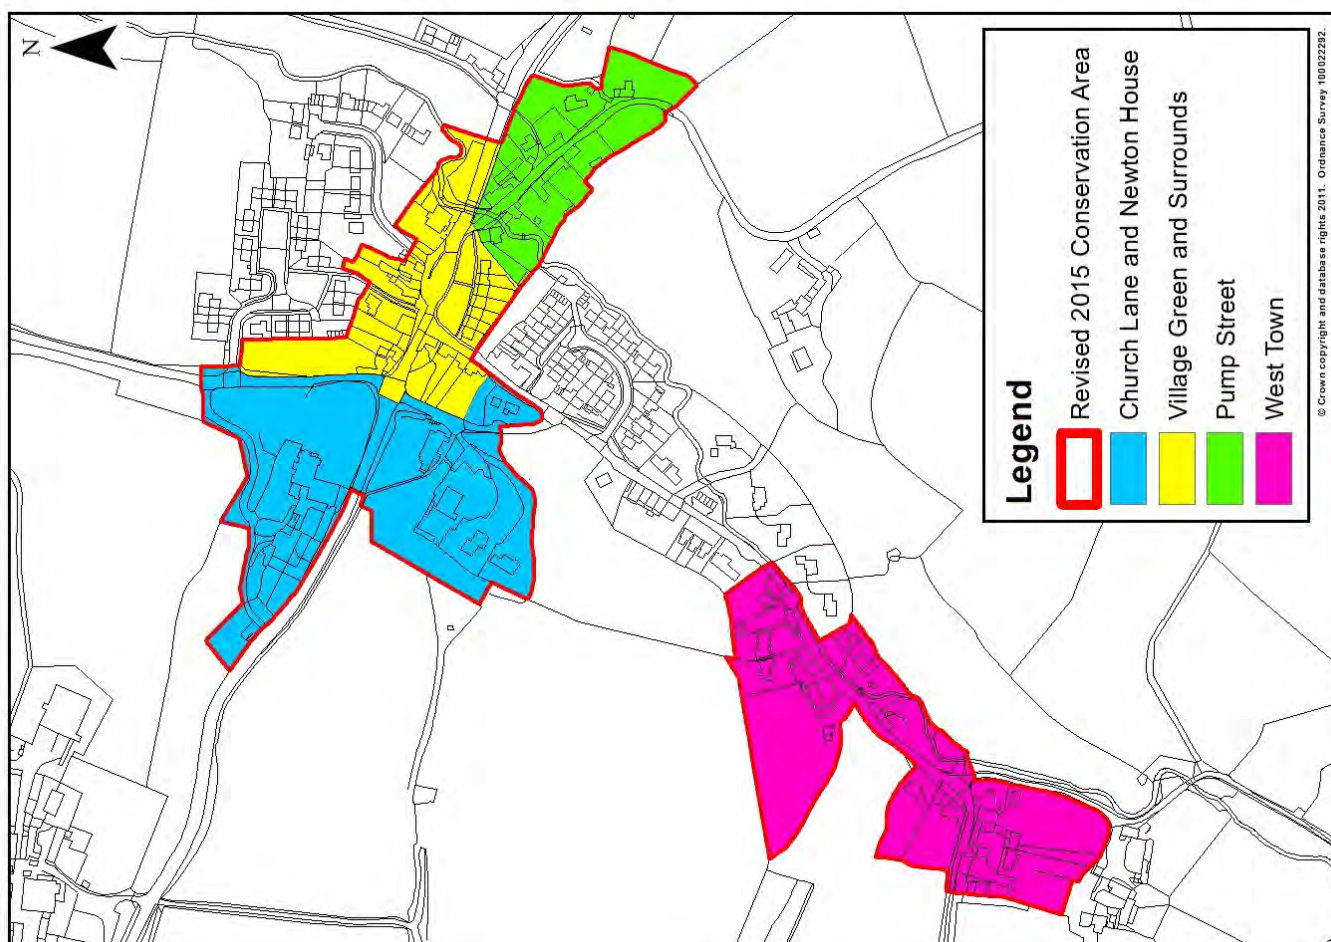 N
Legend
Revised 2015 Conservation Area
Church Lane and Newton House
Village Green and Surrounds
Pump Street
West Town
© Crown copyright and database rights 2011. Ordnance Survey 100022292.